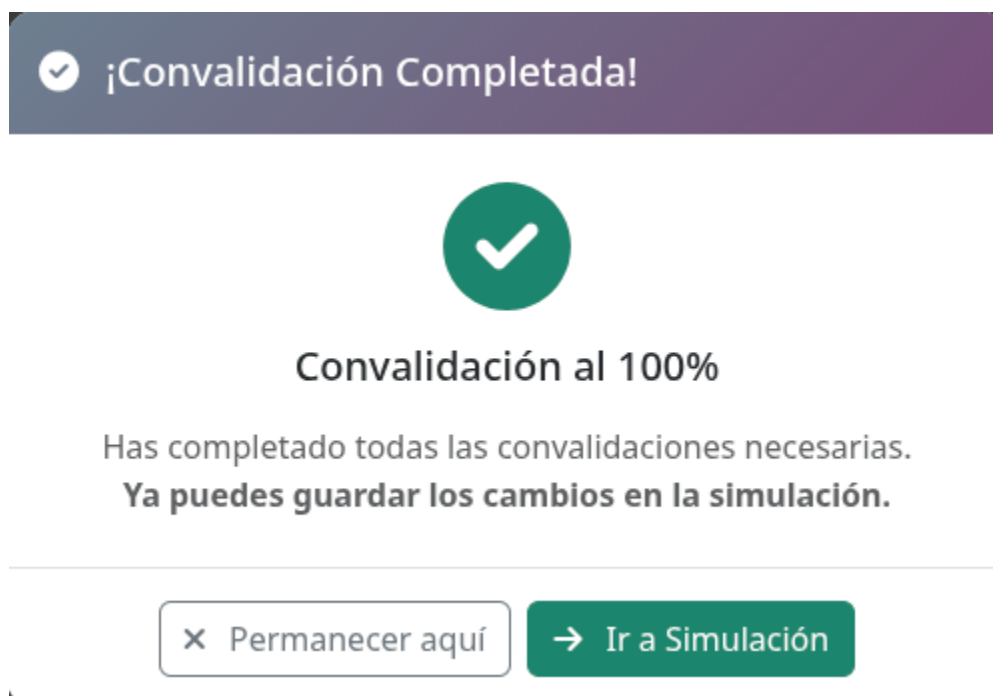 ¡Convalidación Completada!
Convalidación al 100%
Has completado todas las convalidaciones necesarias.
Ya puedes guardar los cambios en la simulación.
Permanecer aquí
Ir a Simulación